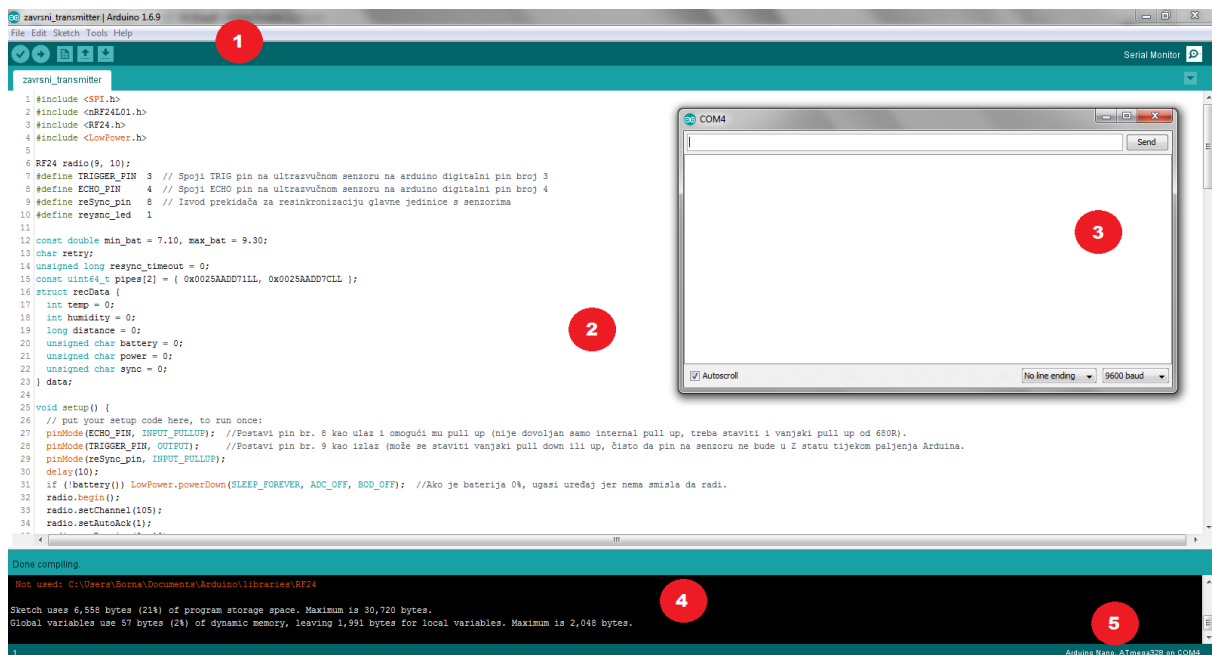 zavrsni_transmitter | Arduino 1.6.9
File Edit Sketch Tools Help
1
Serial Monitor
zavrsni_transmitter
1 #include <SPI.h>
2 #include <nRF24L01.h>
3 #include <RF24.h>
4 #include <LowPower.h>
5
6 RF24 radio(9, 10);
7 #define TRIGGER_PIN 3 // Spoji TRIG pin na ultrazvučnom senzoru na arduino digitalni pin broj 3
8 #define ECHO_PIN 4 // Spoji ECHO pin na ultrazvučnom senzoru na arduino digitalni pin broj 4
9 #define reSync_pin 8 // Izvod prekidača za resinkronizaciju glavne jedinice s senzorima
10 #define reysnc_led 1
11
12 const double min_bat = 7.10, max_bat = 9.30;
13 char retry;
14 unsigned long resync_timeout = 0;
15 const uint64_t pipes[2] = { 0x0025AADD71LL, 0x0025AADD7CLL };
16 struct recData {
17 int temp = 0;
18 int humidity = 0;
19 long distance = 0;
20 unsigned char battery = 0;
21 unsigned char power = 0;
22 unsigned char sync = 0;
23 } data;
24
25 void setup() {
26 // put your setup code here, to run once:
27 pinMode(ECHO_PIN, INPUT_PULLUP); //Postavi pin br. 8 kao ulaz i omogući mu pull up (nije dovoljan samo internal pull up, treba staviti i vanjski pull up od 680R).
28 pinMode(TRIGGER_PIN, OUTPUT); //Postavi pin br. 9 kao izlaz (može se staviti vanjski pull down ili up, čisto da pin na senzoru ne bude u Z statu tijekom paljenja Arduina.
29 pinMode(reSync_pin, INPUT_PULLUP);
30 delay(10);
31 if (!battery()) LowPower.powerDown(SLEEP_FOREVER, ADC_OFF, BOD_OFF); //Ako je baterija 0%, ugasi uređaj jer nema smisla da radi.
32 radio.begin();
33 radio.setChannel(105);
34 radio.setAutoAck(1);
2
COM4
Send
3
Autoscroll
No line ending
9600 baud
Done compiling.
Not used: C:\Users\Borna\Documents\Arduino\libraries\RF24
Sketch uses 6,558 bytes (21%) of program storage space. Maximum is 30,720 bytes.
Global variables use 57 bytes (2%) of dynamic memory, leaving 1,991 bytes for local variables. Maximum is 2,048 bytes.
4
5
1
Arduino Nano, ATmega328 on COM4